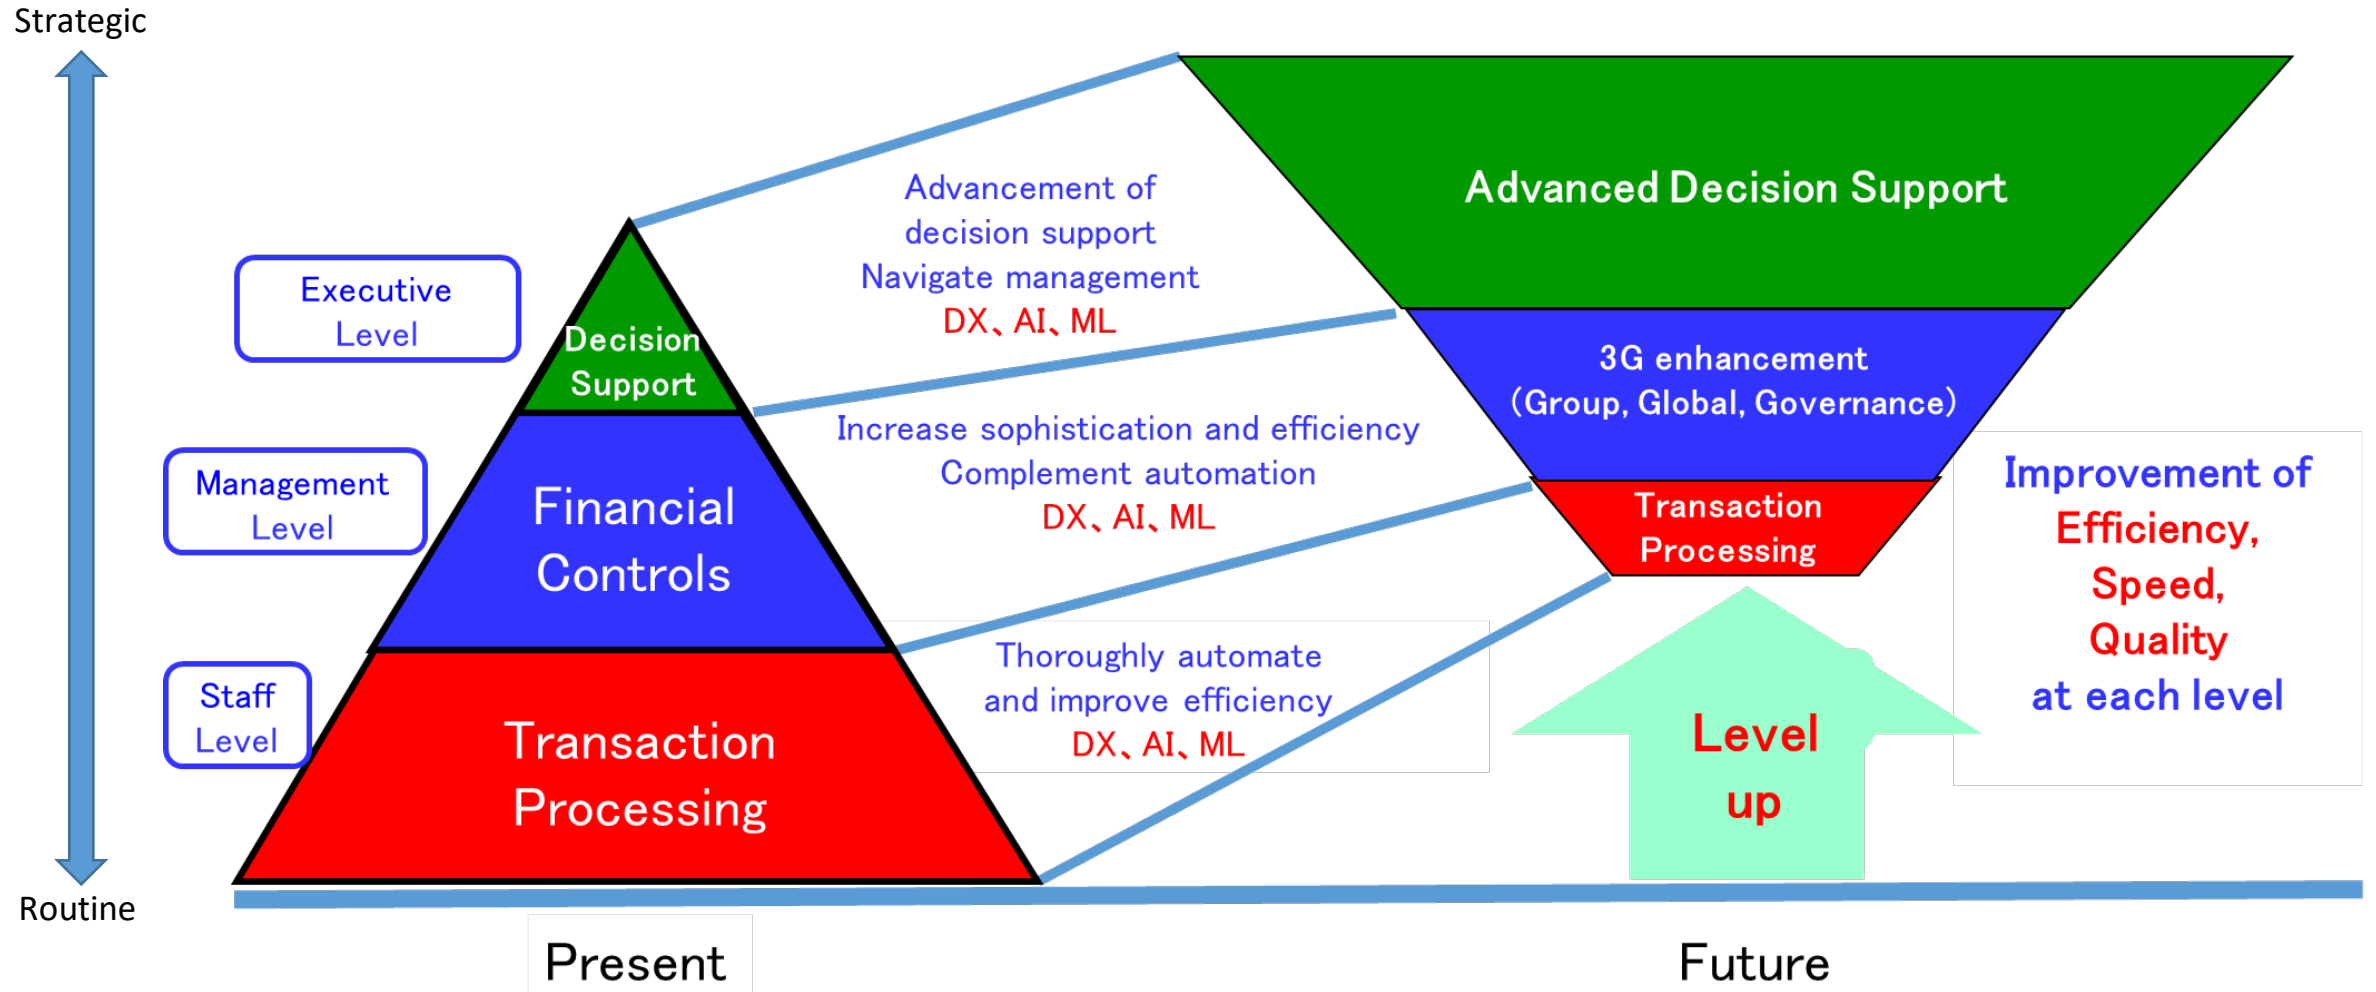 Strategic
Executive
Level
Management
Level
Staff
Level
Routine
Decision
Support
Financial
Controls
Transaction
Processing
Advancement of
decision support
Navigate management
DX、AI、ML
Increase sophistication and efficiency
Complement automation
DX、AI、ML
Thoroughly automate
and improve efficiency
DX、AI、ML
Advanced Decision Support
3G enhancement
(Group, Global, Governance)
Transaction
Processing
Level
up
Improvement of
Efficiency,
Speed,
Quality
at each level
Present
Future